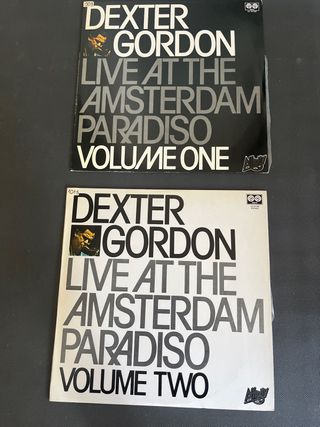 DEXTER
GORDON
LIVE AT THE
AMSTERDAM
PARADISO
VOLUME ONE
DEXTER
GORDON
LIVE AT THE
AMSTERDAM
PARADISO
VOLUME TWO